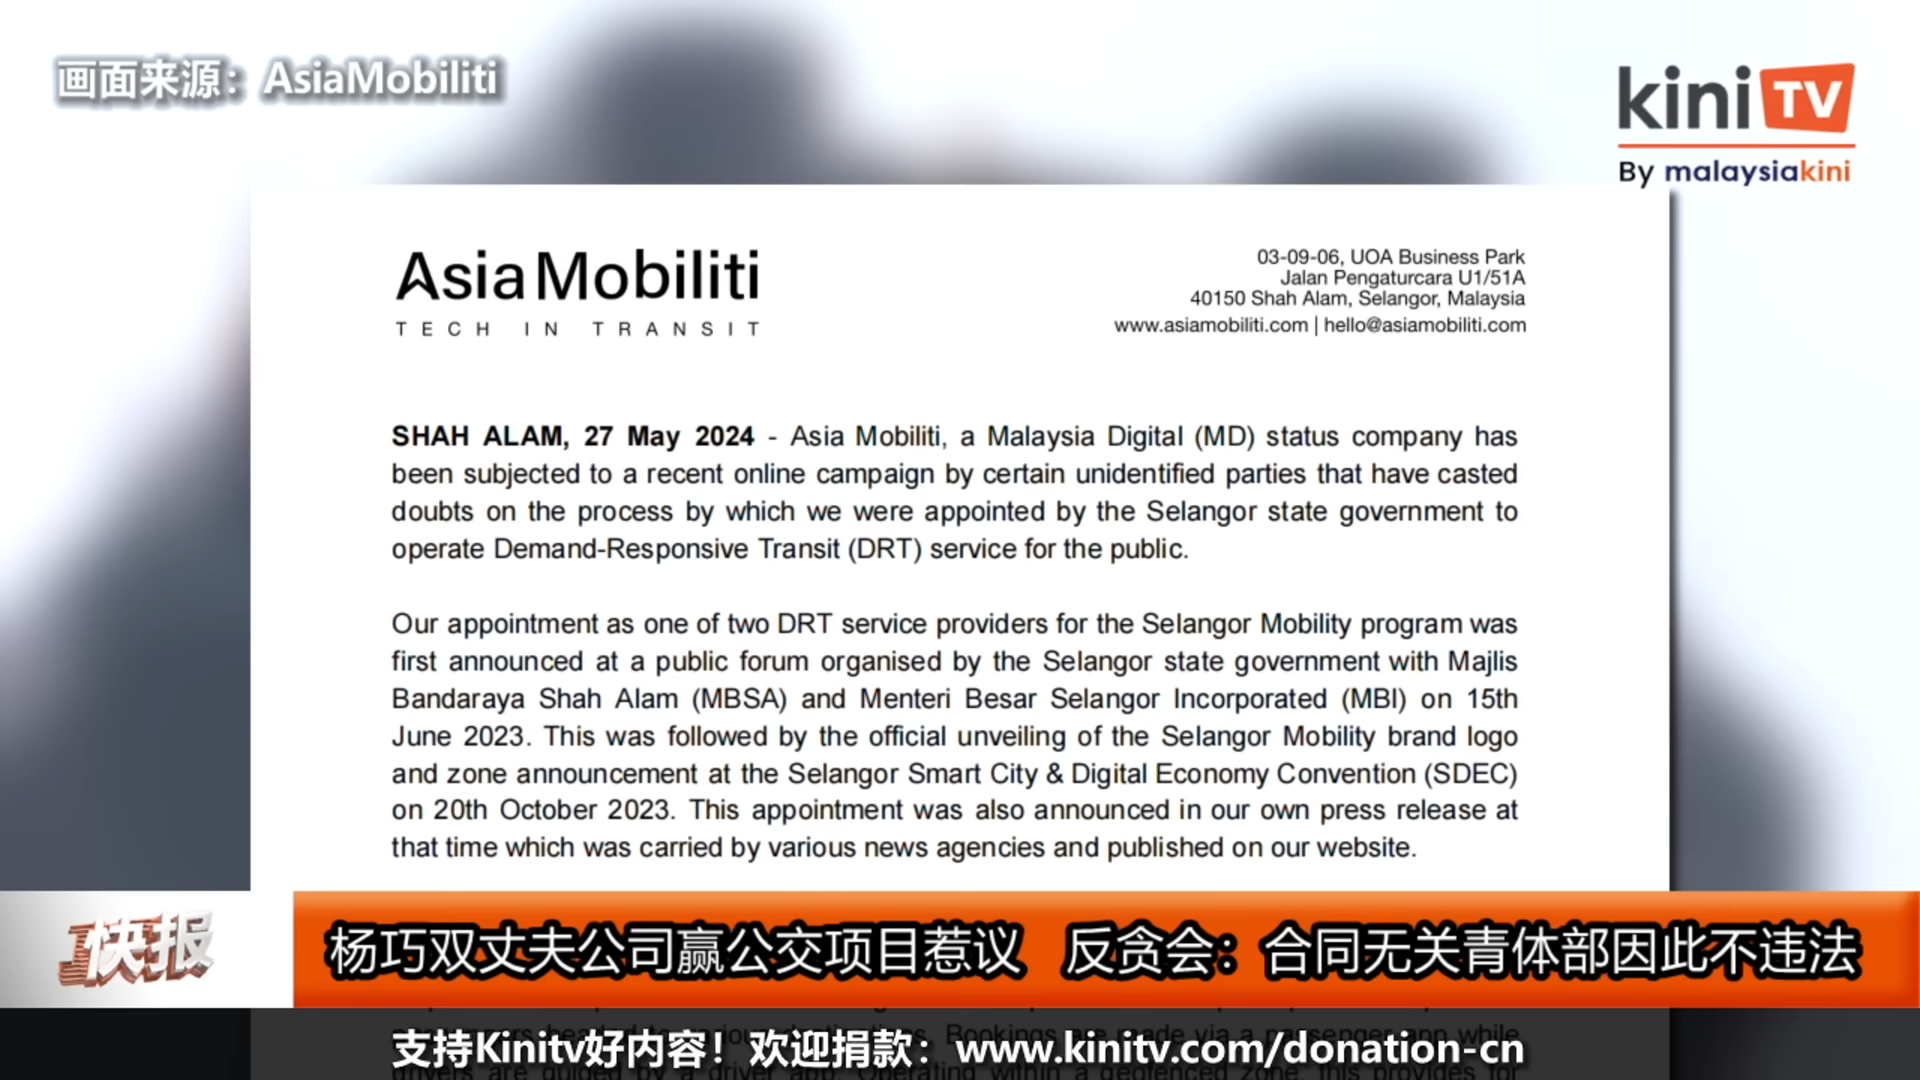 画面来源：AsiaMobiliti
kini TV
By malaysiakini
AsiaMobiliti
TECH IN TRANSIT
03-09-06, UOA Business Park
Jalan Pengaturcara U1/51A
40150 Shah Alam, Selangor, Malaysia
www.asiamobiliti.com | hello@asiamobiliti.com
SHAH ALAM, 27 May 2024 - Asia Mobiliti, a Malaysia Digital (MD) status company has
been subjected to a recent online campaign by certain unidentified parties that have casted
doubts on the process by which we were appointed by the Selangor state government to
operate Demand-Responsive Transit (DRT) service for the public.
Our appointment as one of two DRT service providers for the Selangor Mobility program was
first announced at a public forum organised by the Selangor state government with Majlis
Bandaraya Shah Alam (MBSA) and Menteri Besar Selangor Incorporated (MBI) on 15th
June 2023. This was followed by the official unveiling of the Selangor Mobility brand logo
and zone announcement at the Selangor Smart City & Digital Economy Convention (SDEC)
on 20th October 2023. This appointment was also announced in our own press release at
that time which was carried by various news agencies and published on our website.
快报
杨巧双丈夫公司赢公交项目惹议 反贪会：合同无关青体部因此不违法
支持Kinitv好内容！欢迎捐款：www.kinitv.com/donation-cn